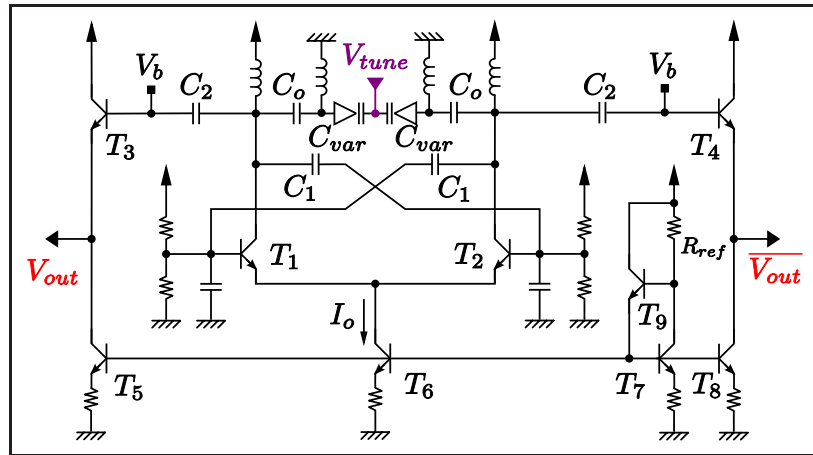 V_b
C_2
C_o
V_tune
C_o
C_2
V_b
T_3
C_var
C_var
T_4
C_1
C_1
T_1
T_2
R_ref
V_out
\overline{V_out}
I_o
T_9
T_5
T_6
T_7
T_8